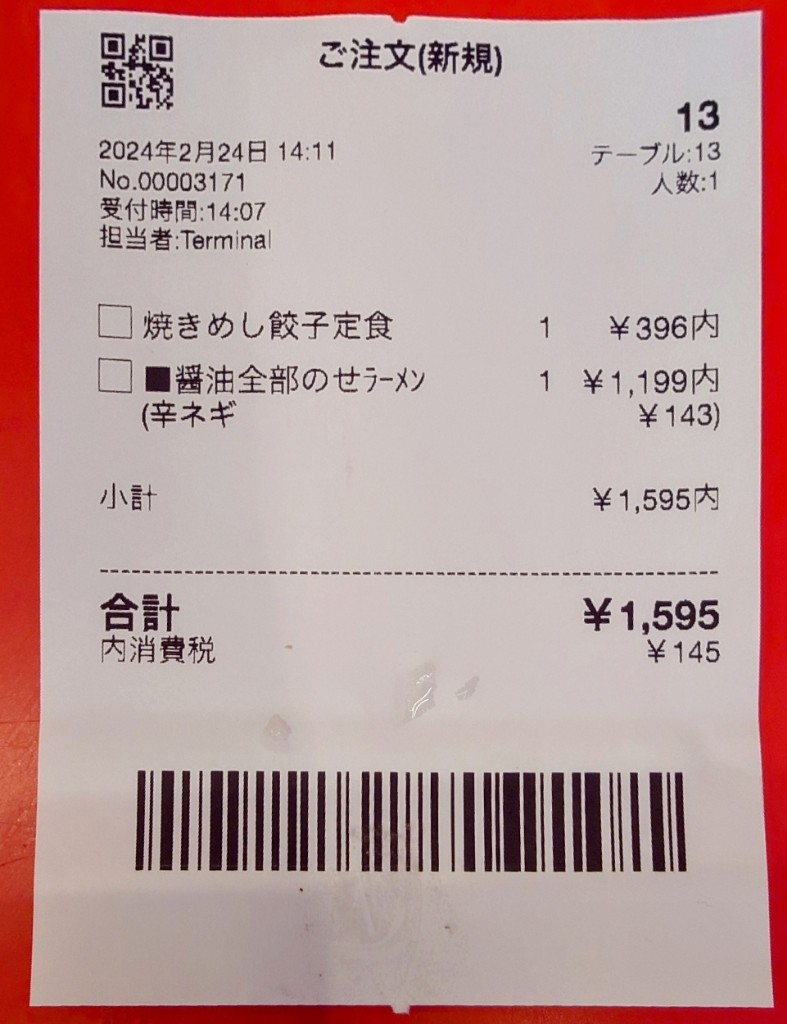 ご注文(新規)
13
2024年2月24日 14:11
テーブル:13
No.00003171
人数:1
受付時間:14:07
担当者:Terminal
焼きめし餃子定食 1 ¥396内
■醤油全部のせラーメン 1 ¥1,199内
(辛ネギ ¥143)
小計 ¥1,595内
合計 ¥1,595
内消費税 ¥145